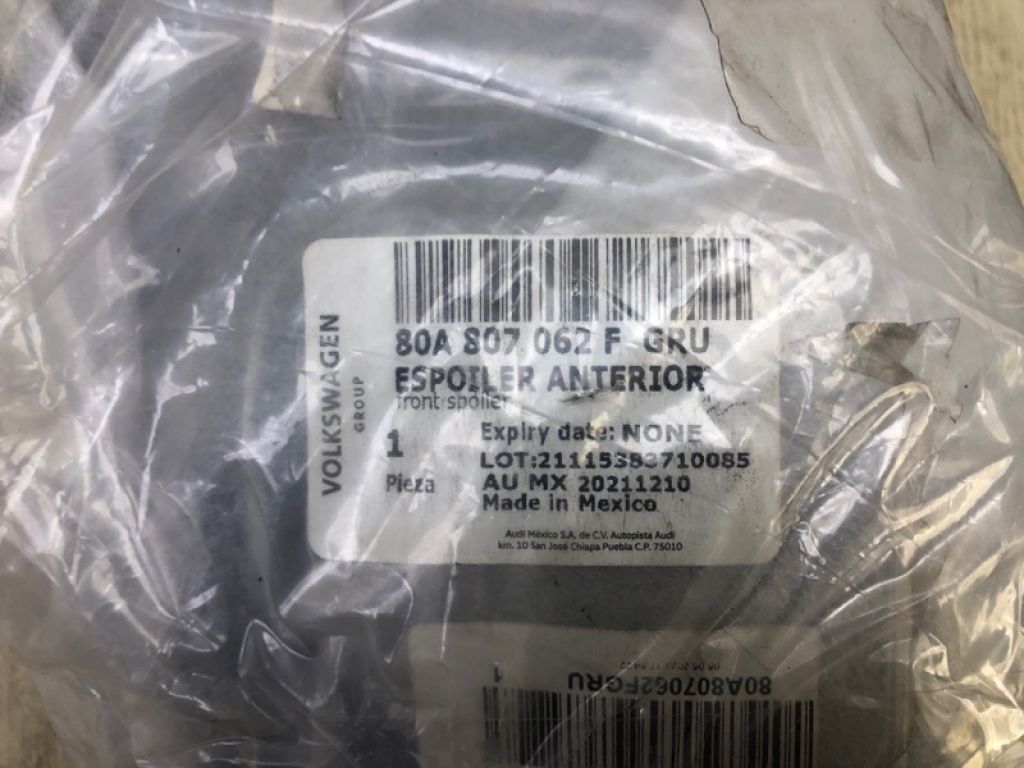 VOLKSWAGEN
GROUP
80A 807 062 F GRU
ESPOILER ANTERIOR
front spoiler
1
Pieza
Expiry date: NONE
LOT:21115383710085
AU MX 20211210
Made in Mexico
Audi México S.A. de C.V. Autopista Audi
km. 10 San José Chiapa Puebla C.P. 75010
80A807062FGRU
1